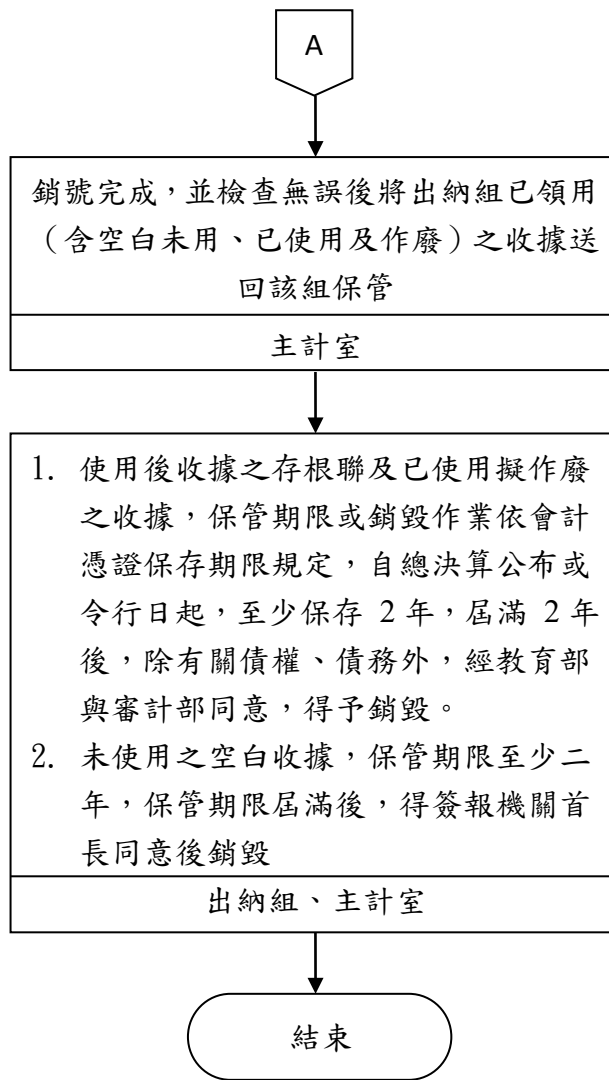 A
銷號完成，並檢查無誤後將出納組已領用
（含空白未用、已使用及作廢）之收據送
回該組保管
主計室
1. 使用後收據之存根聯及已使用擬作廢
之收據，保管期限或銷毀作業依會計
憑證保存期限規定，自總決算公布或
令行日起，至少保存 2 年，屆滿 2 年
後，除有關債權、債務外，經教育部
與審計部同意，得予銷毀。
2. 未使用之空白收據，保管期限至少二
年，保管期限屆滿後，得簽報機關首
長同意後銷毀
出納組、主計室
結束